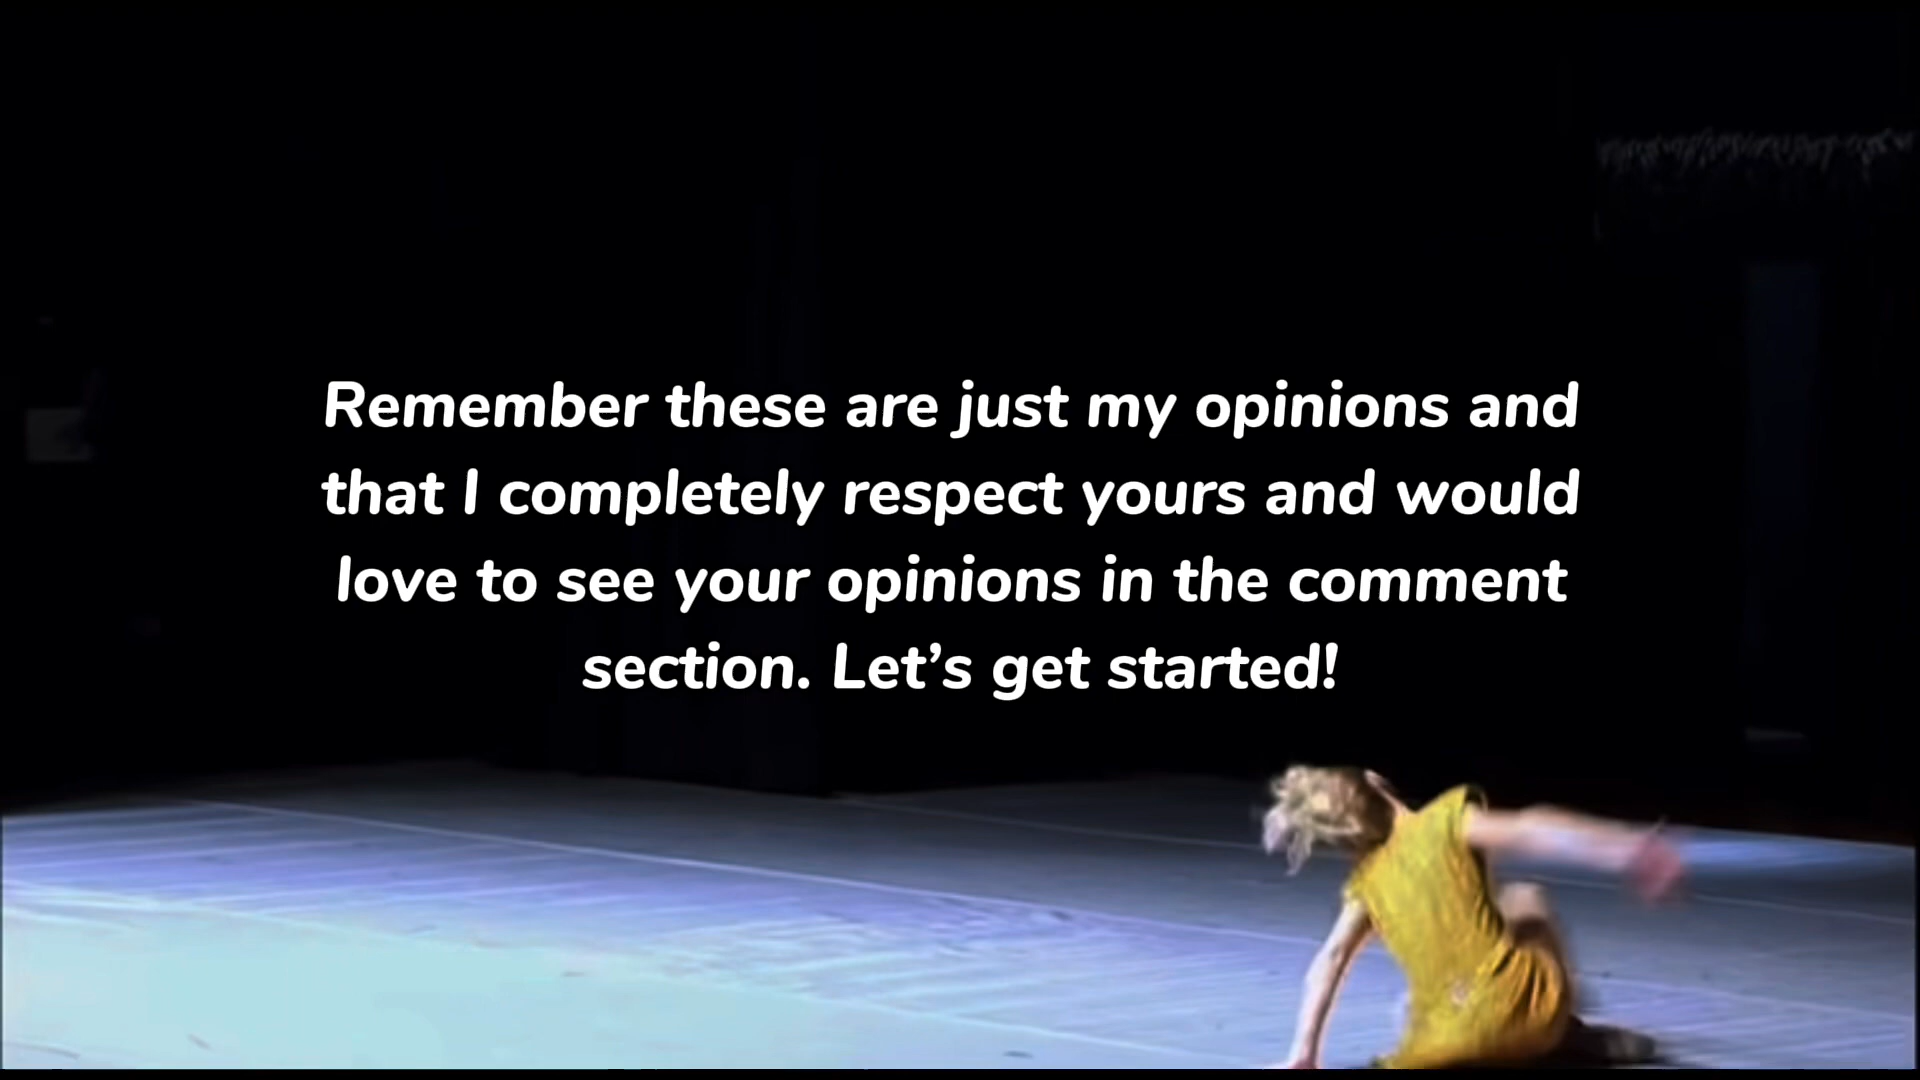 Remember these are just my opinions and
that I completely respect yours and would
love to see your opinions in the comment
section. Let’s get started!